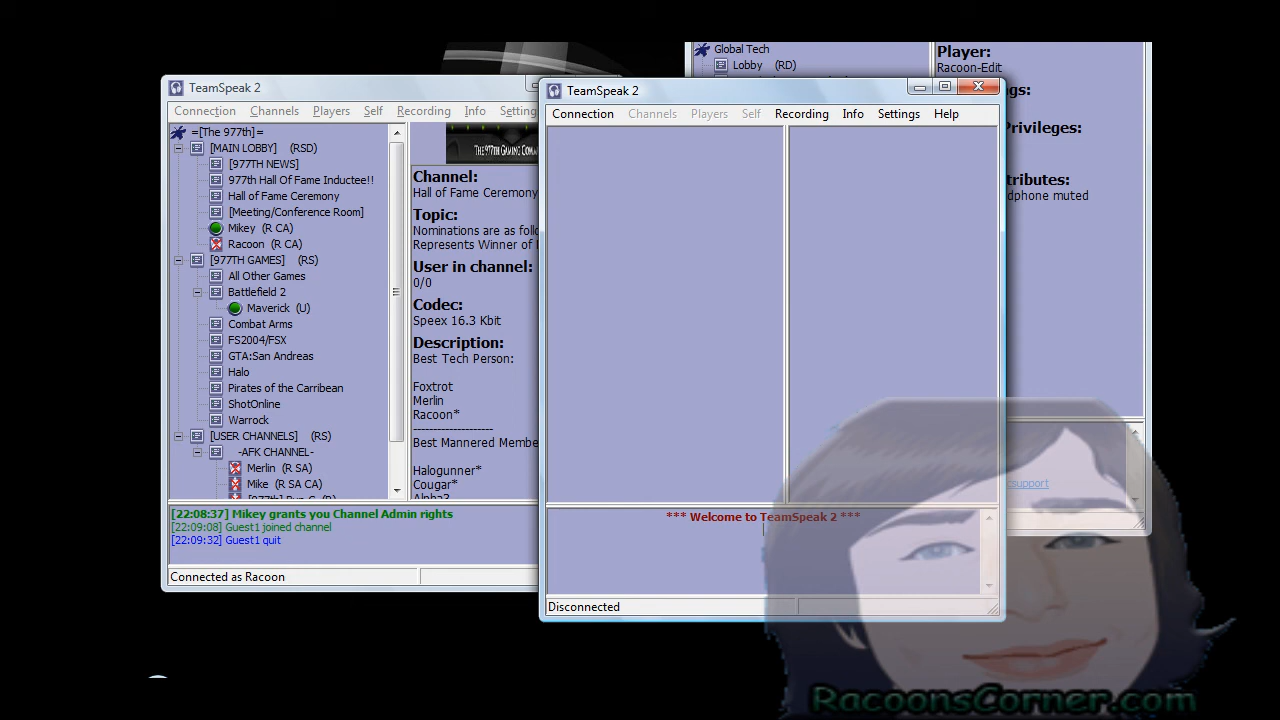 TeamSpeak 2
Connection Channels Players Self Recording Info Setting
=[The 977th]=
[MAIN LOBBY] (RSD)
[977TH NEWS]
977th Hall Of Fame Inductee!!
Hall of Fame Ceremony
[Meeting/Conference Room]
Mikey (R CA)
Racoon (R CA)
[977TH GAMES] (RS)
All Other Games
Battlefield 2
Maverick (U)
Combat Arms
FS2004/FSX
GTA:San Andreas
Halo
Pirates of the Carribean
ShotOnline
Warrock
[USER CHANNELS] (RS)
-AFK CHANNEL-
Merlin (R SA)
Mike (R SA CA)
THE 977TH GAMING COMM
Channel:
Hall of Fame Ceremony
Topic:
Nominations are as follo
Represents Winner of
User in channel:
0/0
Codec:
Speex 16.3 Kbit
Description:
Best Tech Person:
Foxtrot
Merlin
Racoon*
--------------------
Best Mannered Membe
Halogunner*
Cougar*
[22:08:37] Mikey grants you Channel Admin rights
[22:09:08] Guest1 joined channel
[22:09:32] Guest1 quit
Connected as Racoon
TeamSpeak 2
Connection Channels Players Self Recording Info Settings Help
*** Welcome to TeamSpeak 2 ***
Disconnected
Global Tech
Lobby (RD)
Player:
Racoon-Edit
gs:
Privileges:
tributes:
dphone muted
csupport
RacoonsCorner.com